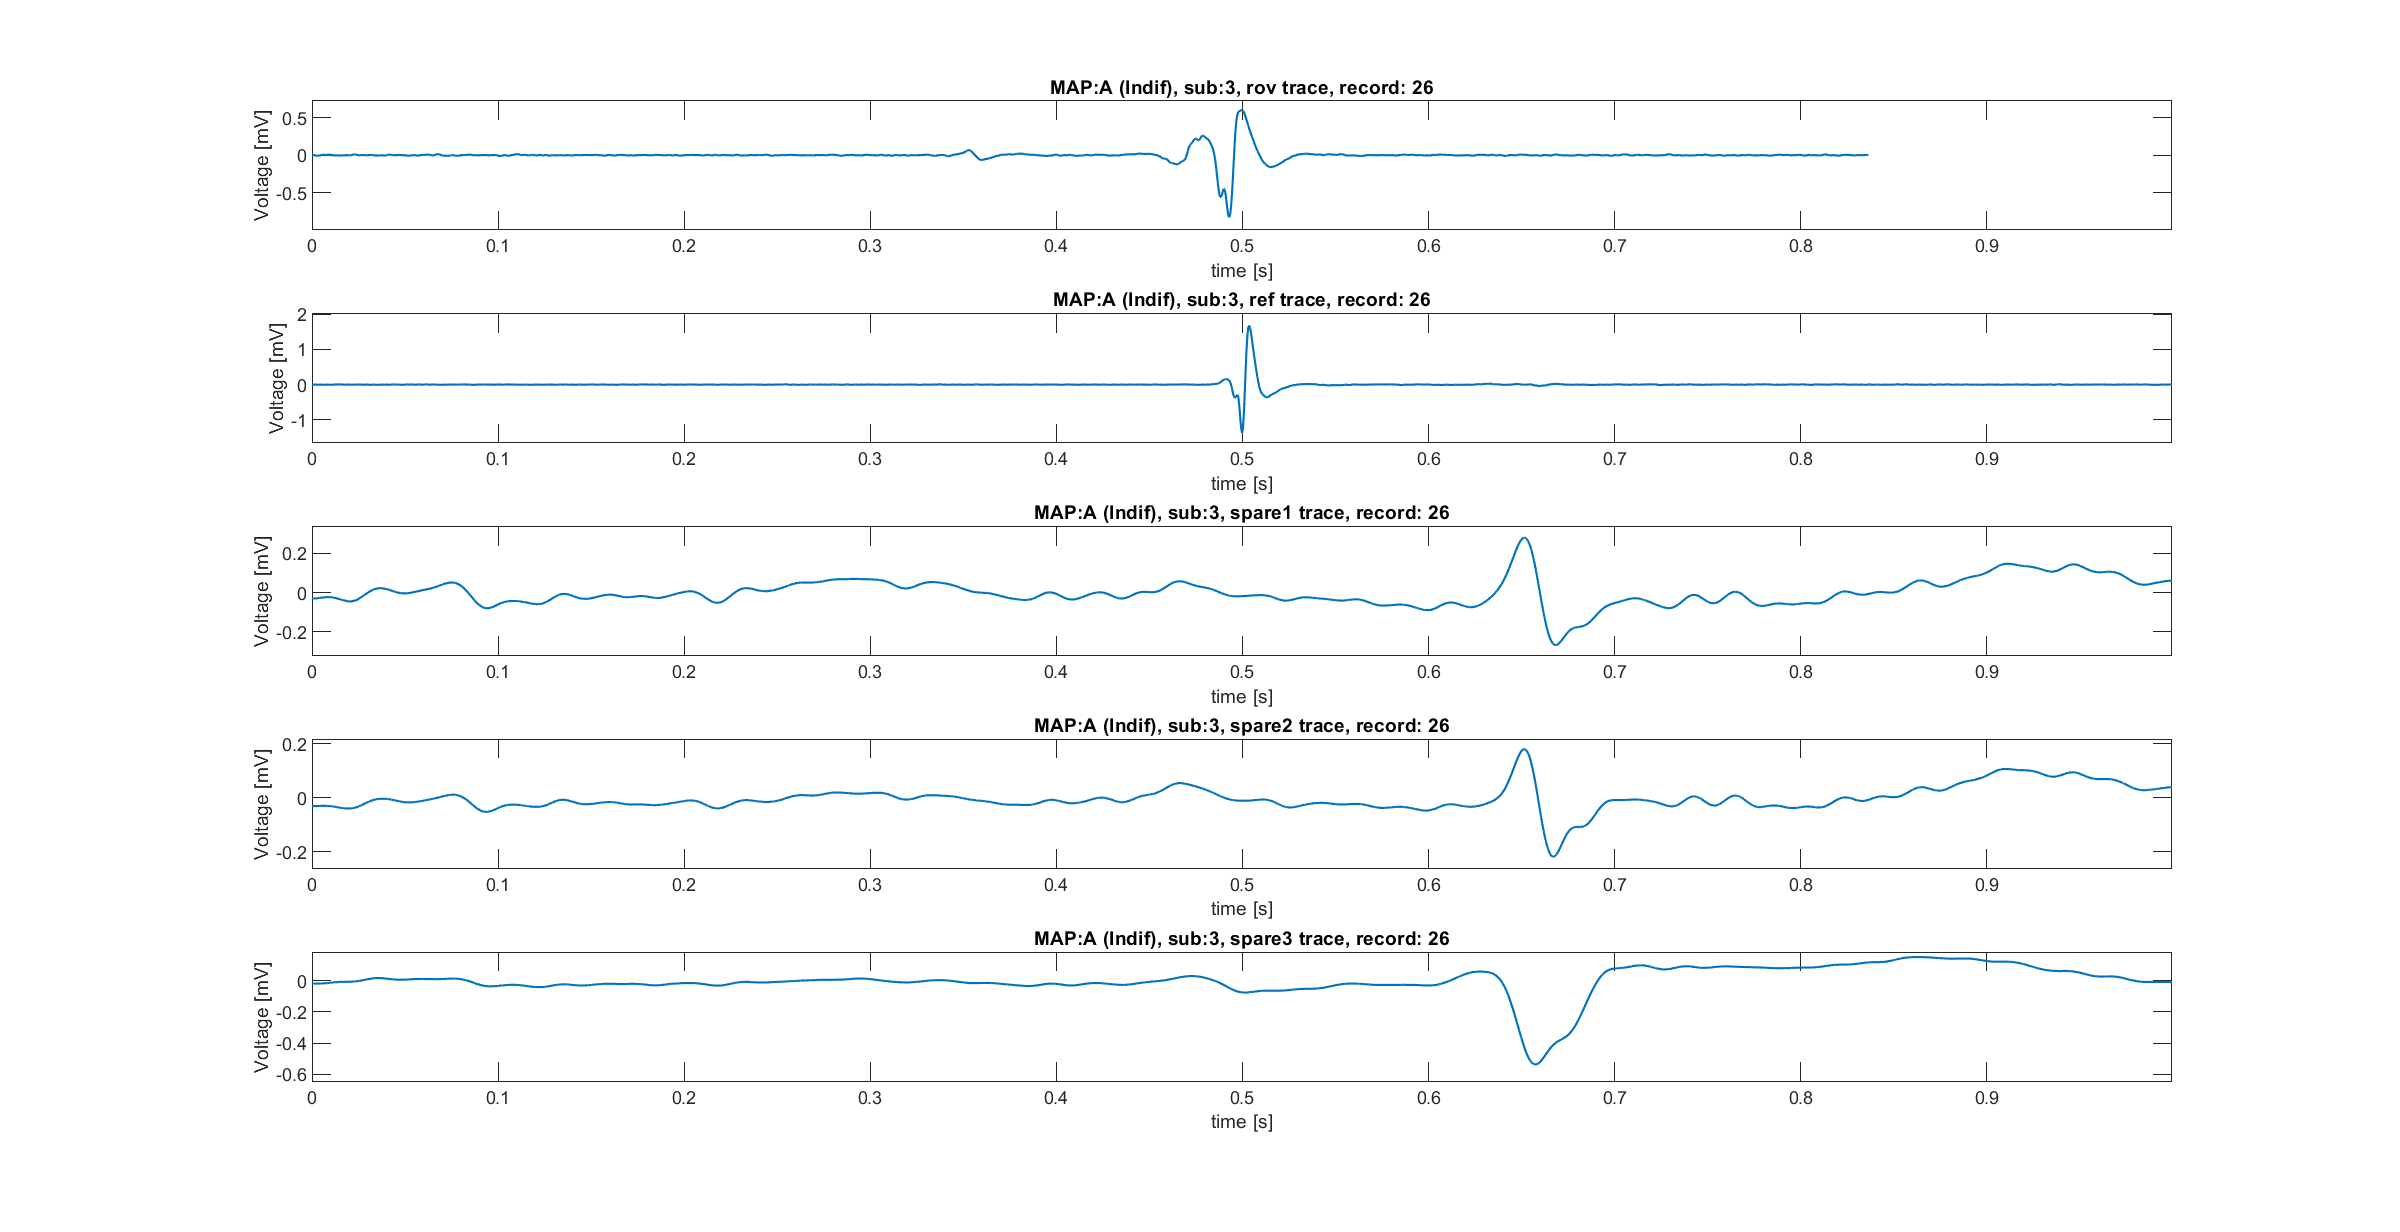 MAP:A (Indif), sub:3, rov trace, record: 26
Voltage [mV]
0.5
0
-0.5
0 0.1 0.2 0.3 0.4 0.5 0.6 0.7 0.8 0.9
time [s]
MAP:A (Indif), sub:3, ref trace, record: 26
Voltage [mV]
2
1
0
-1
0 0.1 0.2 0.3 0.4 0.5 0.6 0.7 0.8 0.9
time [s]
MAP:A (Indif), sub:3, spare1 trace, record: 26
Voltage [mV]
0.2
0
-0.2
0 0.1 0.2 0.3 0.4 0.5 0.6 0.7 0.8 0.9
time [s]
MAP:A (Indif), sub:3, spare2 trace, record: 26
Voltage [mV]
0.2
0
-0.2
0 0.1 0.2 0.3 0.4 0.5 0.6 0.7 0.8 0.9
time [s]
MAP:A (Indif), sub:3, spare3 trace, record: 26
Voltage [mV]
0
-0.2
-0.4
-0.6
0 0.1 0.2 0.3 0.4 0.5 0.6 0.7 0.8 0.9
time [s]